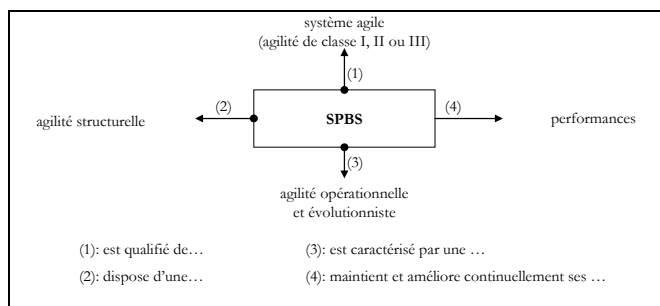 système agile
(agilité de classe I, II ou III)
(1)
(2)
(4)
agilité structurelle
SPBS
performances
(3)
agilité opérationnelle
et évolutionniste
(1): est qualifié de…
(3): est caractérisé par une …
(2): dispose d’une…
(4): maintient et améliore continuellement ses …